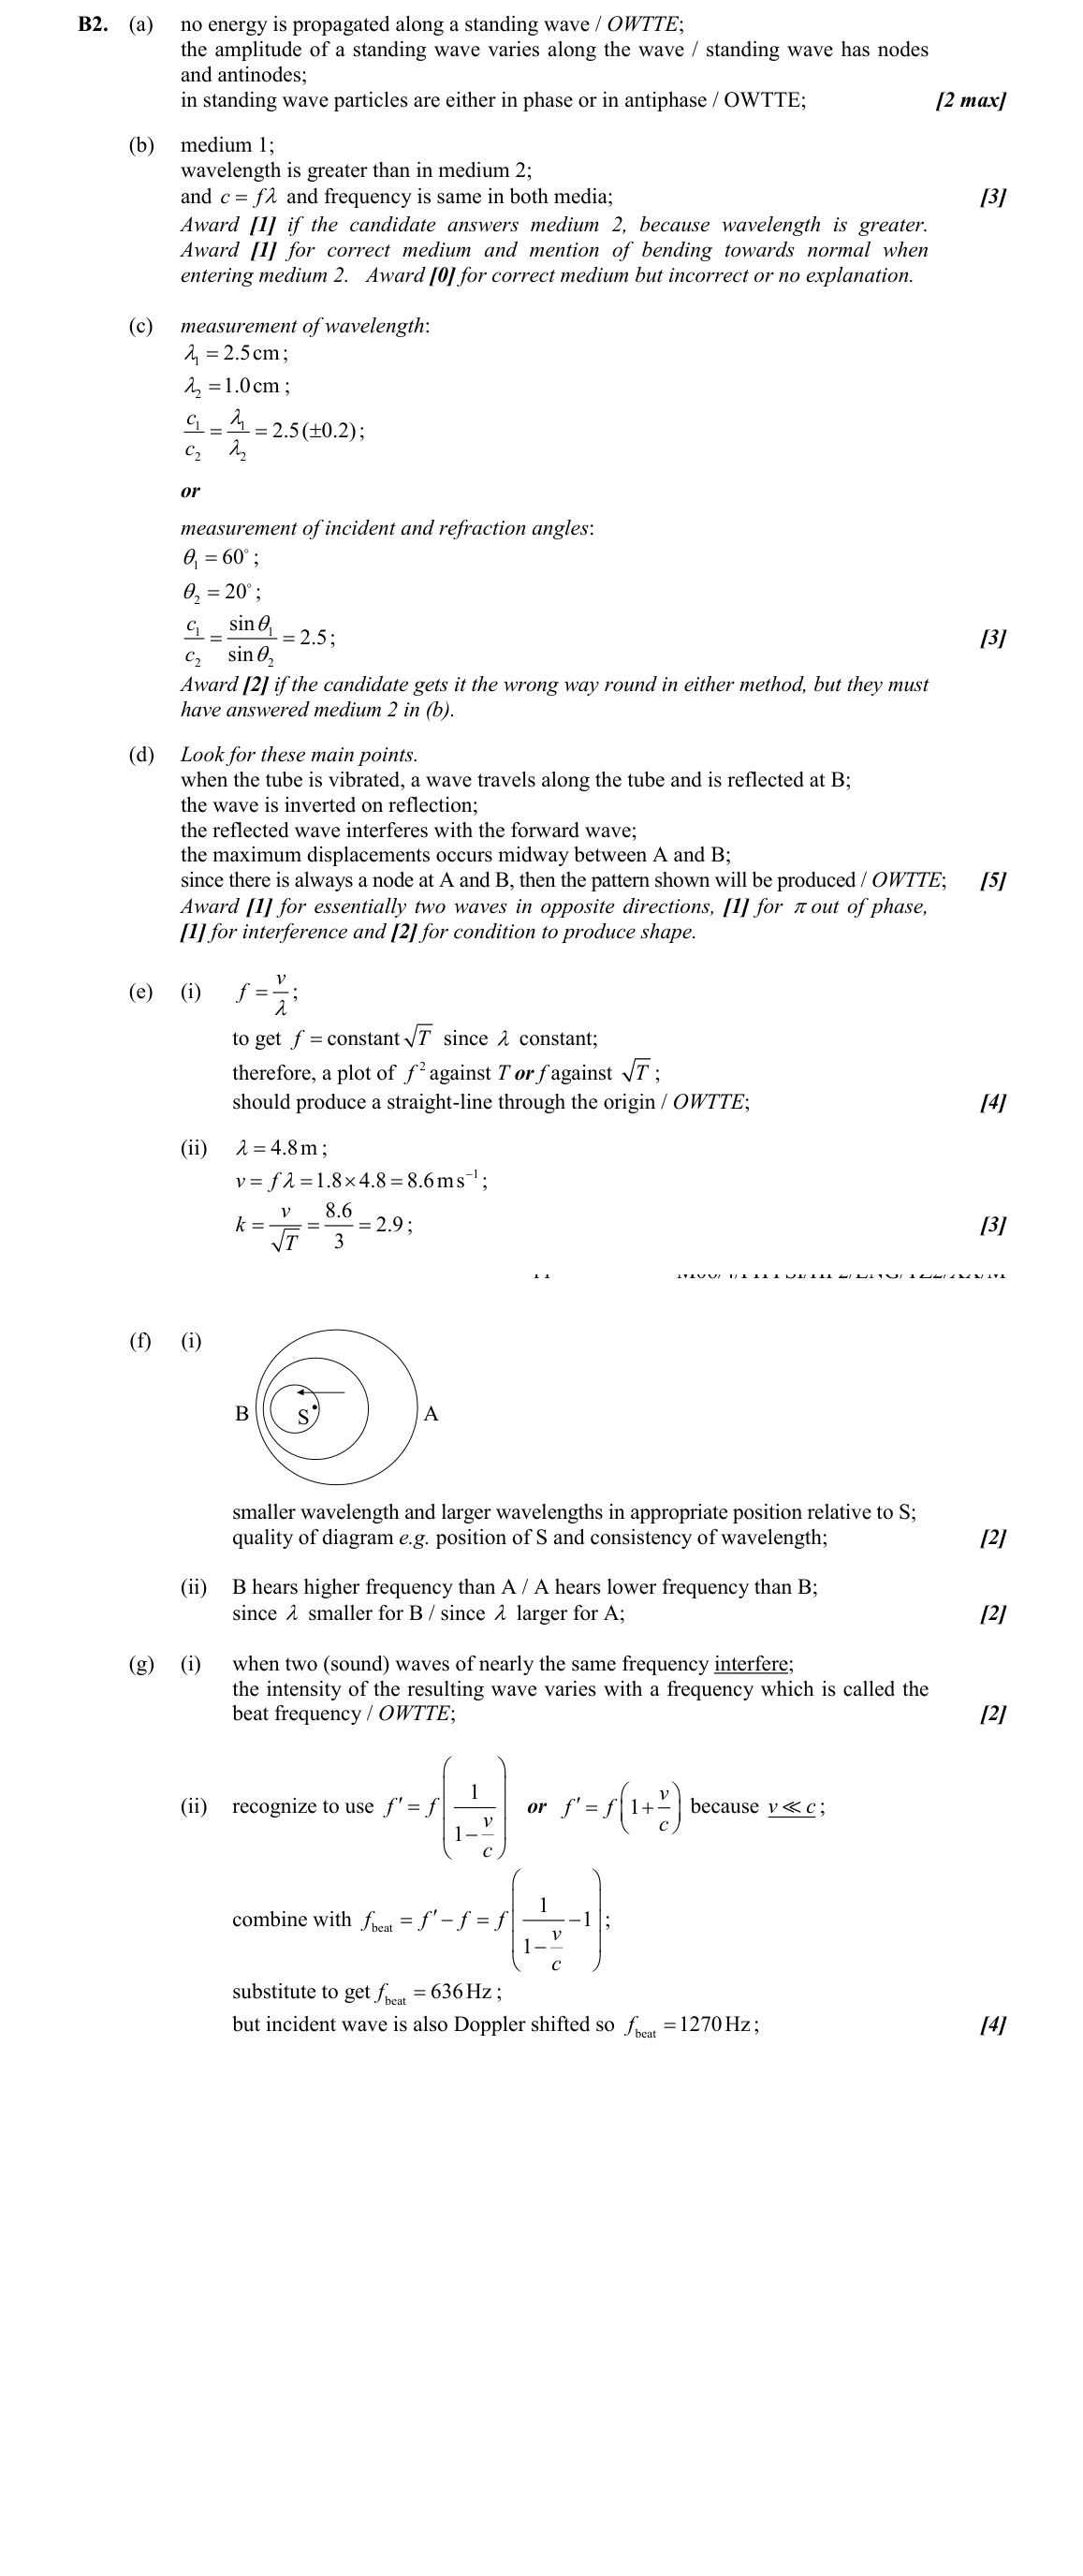 B2. (a) no energy is propagated along a standing wave / OWTTE;
the amplitude of a standing wave varies along the wave / standing wave has nodes
and antinodes;
in standing wave particles are either in phase or in antiphase / OWTTE; [2 max]
(b) medium 1;
wavelength is greater than in medium 2;
and c = fλ and frequency is same in both media; [3]
Award [1] if the candidate answers medium 2, because wavelength is greater.
Award [1] for correct medium and mention of bending towards normal when
entering medium 2. Award [0] for correct medium but incorrect or no explanation.
(c) measurement of wavelength:
λ₁ = 2.5 cm;
λ₂ = 1.0 cm;
c₁/c₂ = λ₁/λ₂ = 2.5 (±0.2);
or
measurement of incident and refraction angles:
θ₁ = 60°;
θ₂ = 20°;
c₁/c₂ = sin θ₁/sin θ₂ = 2.5; [3]
Award [2] if the candidate gets it the wrong way round in either method, but they must
have answered medium 2 in (b).
(d) Look for these main points.
when the tube is vibrated, a wave travels along the tube and is reflected at B;
the wave is inverted on reflection;
the reflected wave interferes with the forward wave;
the maximum displacements occurs midway between A and B;
since there is always a node at A and B, then the pattern shown will be produced / OWTTE; [5]
Award [1] for essentially two waves in opposite directions, [1] for π out of phase,
[1] for interference and [2] for condition to produce shape.
(e) (i) f = v/λ;
to get f = constant √T since λ constant;
therefore, a plot of f² against T or f against √T;
should produce a straight-line through the origin / OWTTE; [4]
(ii) λ = 4.8 m;
v = fλ = 1.8 × 4.8 = 8.6 m s⁻¹;
k = v/√T = 8.6/3 = 2.9; [3]
(f) (i)
B S A
smaller wavelength and larger wavelengths in appropriate position relative to S;
quality of diagram e.g. position of S and consistency of wavelength; [2]
(ii) B hears higher frequency than A / A hears lower frequency than B;
since λ smaller for B / since λ larger for A; [2]
(g) (i) when two (sound) waves of nearly the same frequency interfere;
the intensity of the resulting wave varies with a frequency which is called the
beat frequency / OWTTE; [2]
(ii) recognize to use f′ = f(1/(1−v/c)) or f′ = f(1+v/c) because v ≪ c;
combine with f_beat = f′ − f = f(1/(1−v/c) −1);
substitute to get f_beat = 636 Hz;
but incident wave is also Doppler shifted so f_beat = 1270 Hz; [4]